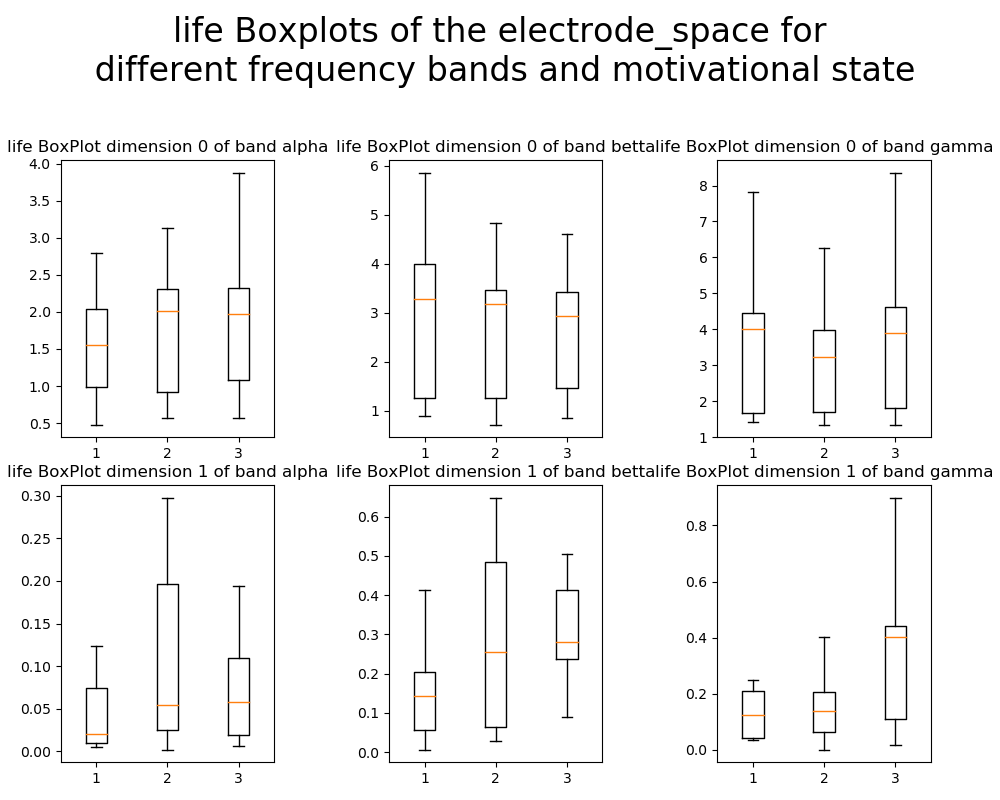 life Boxplots of the electrode_space for
different frequency bands and motivational state
life BoxPlot dimension 0 of band alpha
4.0
3.5
3.0
2.5
2.0
1.5
1.0
0.5
1 2 3
life BoxPlot dimension 0 of band betta
6
5
4
3
2
1
1 2 3
life BoxPlot dimension 0 of band gamma
8
7
6
5
4
3
2
1
1 2 3
life BoxPlot dimension 1 of band alpha
0.30
0.25
0.20
0.15
0.10
0.05
0.00
1 2 3
life BoxPlot dimension 1 of band betta
0.6
0.5
0.4
0.3
0.2
0.1
0.0
1 2 3
life BoxPlot dimension 1 of band gamma
0.8
0.6
0.4
0.2
0.0
1 2 3